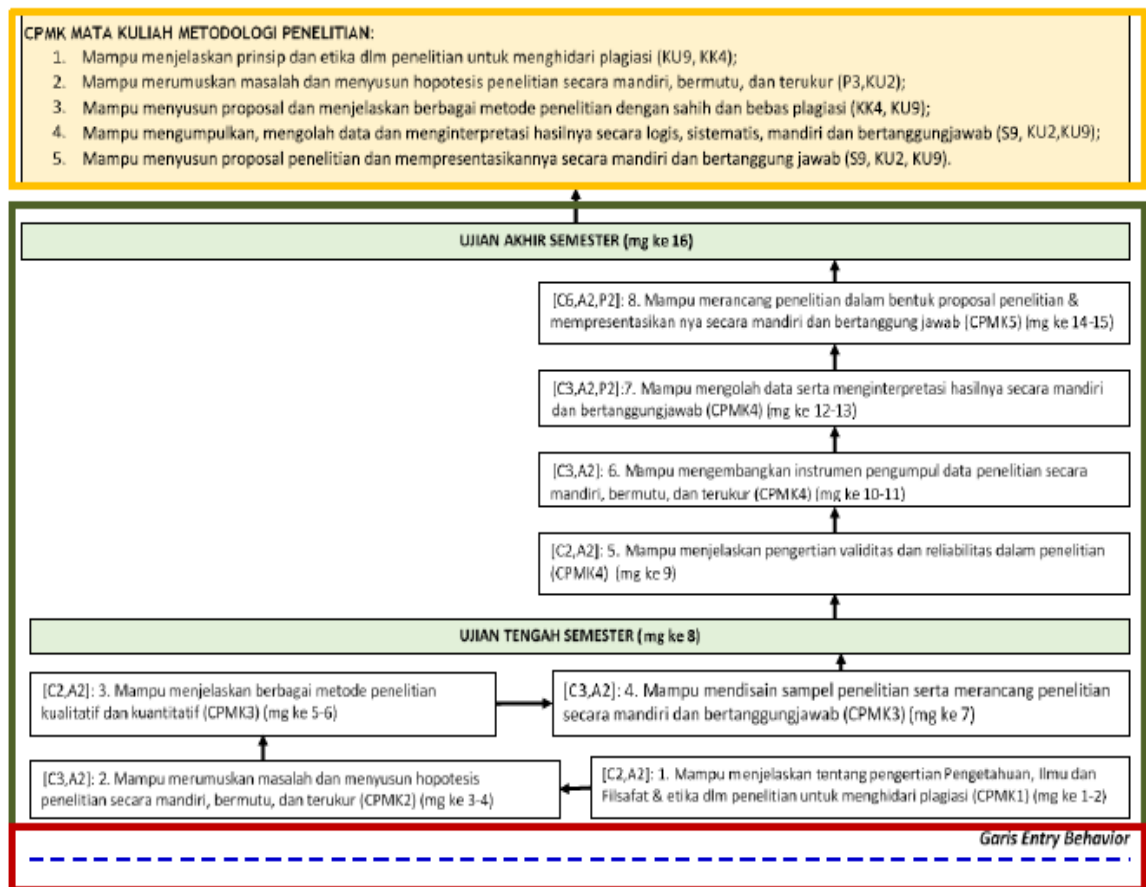 CPMK MATA KULIAH METODOLOGI PENELITIAN:
1. Mampu menjelaskan prinsip dan etika dlm penelitian untuk menghidari plagiasi (KU9, KK4);
2. Mampu merumuskan masalah dan menyusun hopotesis penelitian secara mandiri, bermutu, dan terukur (P3,KU2);
3. Mampu menyusun proposal dan menjelaskan berbagai metode penelitian dengan sahih dan bebas plagiasi (KK4, KU9);
4. Mampu mengumpulkan, mengolah data dan menginterpretasi hasilnya secara logis, sistematis, mandiri dan bertanggungjawab (S9, KU2,KU9);
5. Mampu menyusun proposal penelitian dan mempresentasikannya secara mandiri dan bertanggung jawab (S9, KU2, KU9).
UJIAN AKHIR SEMESTER (mg ke 16)
[C6,A2,P2]: 8. Mampu merancang penelitian dalam bentuk proposal penelitian &
mempresentasikan nya secara mandiri dan bertanggung jawab (CPMK5) (mg ke 14-15)
[C3,A2,P2]:7. Mampu mengolah data serta menginterpretasi hasilnya secara mandiri
dan bertanggungjawab (CPMK4) (mg ke 12-13)
[C3,A2]: 6. Mampu mengembangkan instrumen pengumpul data penelitian secara
mandiri, bermutu, dan terukur (CPMK4) (mg ke 10-11)
[C2,A2]: 5. Mampu menjelaskan pengertian validitas dan reliabilitas dalam penelitian
(CPMK4) (mg ke 9)
UJIAN TENGAH SEMESTER (mg ke 8)
[C2,A2]: 3. Mampu menjelaskan berbagai metode penelitian
kualitatif dan kuantitatif (CPMK3) (mg ke 5-6)
[C3,A2]: 4. Mampu mendisain sampel penelitian serta merancang penelitian
secara mandiri dan bertanggungjawab (CPMK3) (mg ke 7)
[C3,A2]: 2. Mampu merumuskan masalah dan menyusun hopotesis
penelitian secara mandiri, bermutu, dan terukur (CPMK2) (mg ke 3-4)
[C2,A2]: 1. Mampu menjelaskan tentang pengertian Pengetahuan, Ilmu dan
Filsafat & etika dlm penelitian untuk menghidari plagiasi (CPMK1) (mg ke 1-2)
Garis Entry Behavior